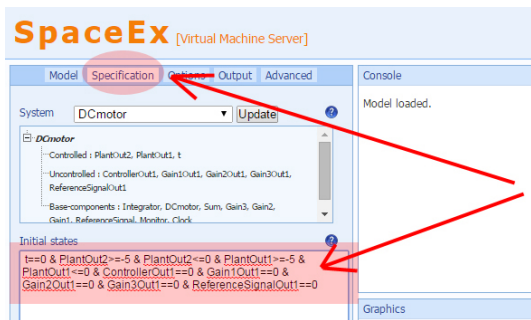 SpaceEx [Virtual Machine Server]
Model Specification Options Output Advanced
Console
System DCmotor Update
Model loaded.
DCmotor
Controlled : PlantOut2, PlantOut1, t
Uncontrolled : ControllerOut1, Gain1Out1, Gain2Out1, Gain3Out1,
ReferenceSignalOut1
Base-components : Integrator, DCmotor, Sum, Gain3, Gain2,
Gain1, ReferenceSignal, Monitor, Clock
Initial states
t==0 & PlantOut2>=-5 & PlantOut2<=0 & PlantOut1>=-5 &
PlantOut1<=0 & ControllerOut1==0 & Gain1Out1==0 &
Gain2Out1==0 & Gain3Out1==0 & ReferenceSignalOut1==0
Graphics